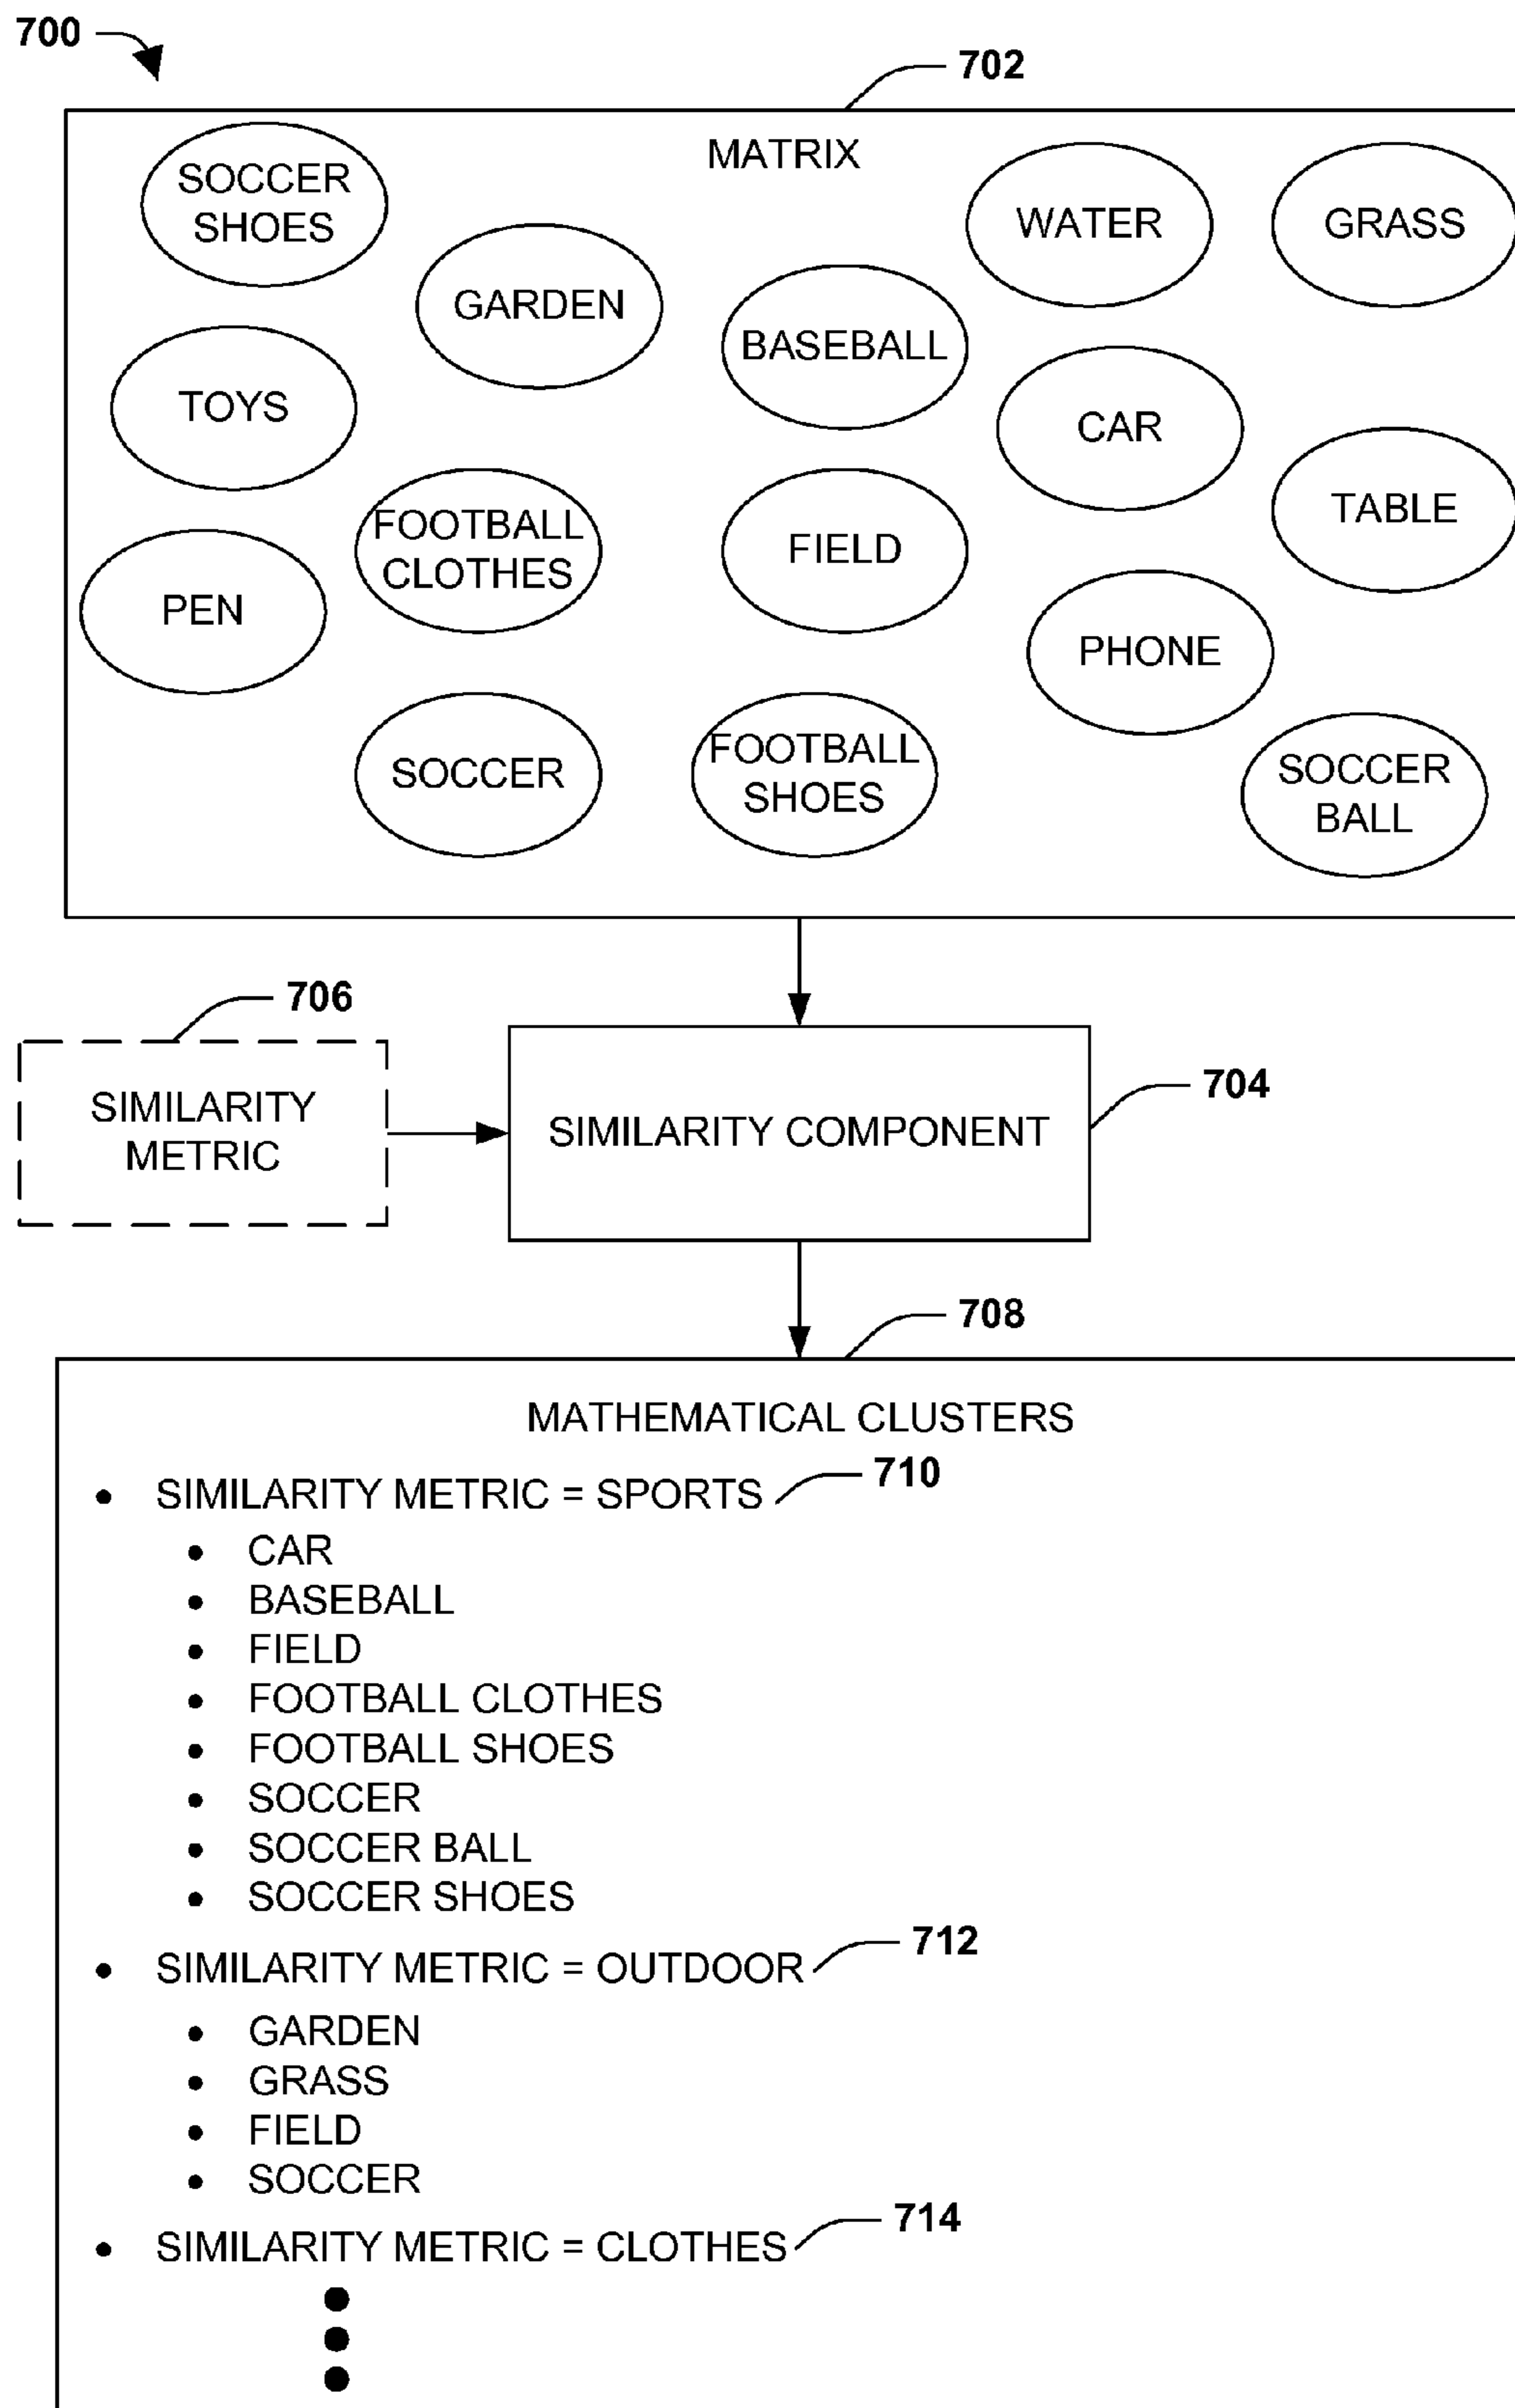 700
702
MATRIX
SOCCER
SHOES
WATER
GRASS
GARDEN
BASEBALL
TOYS
CAR
TABLE
FOOTBALL
CLOTHES
FIELD
PEN
PHONE
SOCCER
FOOTBALL
SHOES
SOCCER
BALL
706
SIMILARITY
METRIC
704
SIMILARITY COMPONENT
708
MATHEMATICAL CLUSTERS
• SIMILARITY METRIC = SPORTS 710
• CAR
• BASEBALL
• FIELD
• FOOTBALL CLOTHES
• FOOTBALL SHOES
• SOCCER
• SOCCER BALL
• SOCCER SHOES
• SIMILARITY METRIC = OUTDOOR 712
• GARDEN
• GRASS
• FIELD
• SOCCER
• SIMILARITY METRIC = CLOTHES 714